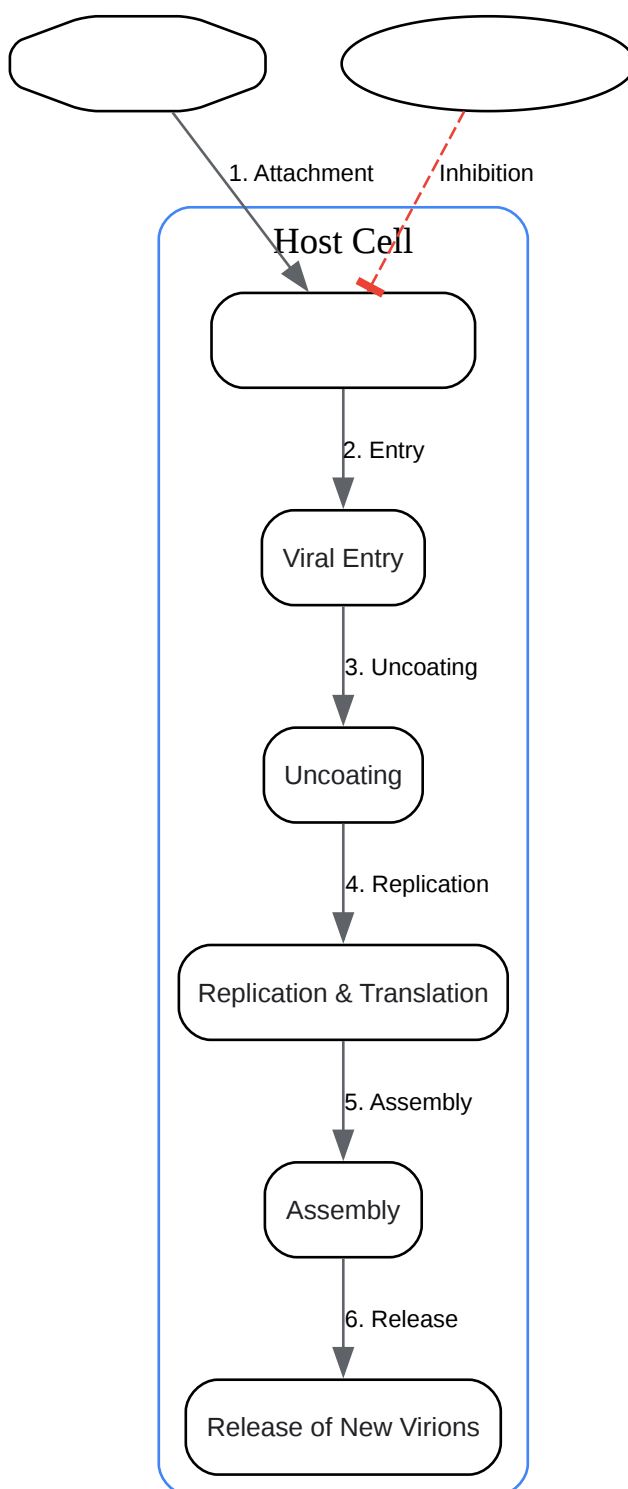 1. Attachment
Inhibition
Host Cell
2. Entry
Viral Entry
3. Uncoating
Uncoating
4. Replication
Replication & Translation
5. Assembly
Assembly
6. Release
Release of New Virions